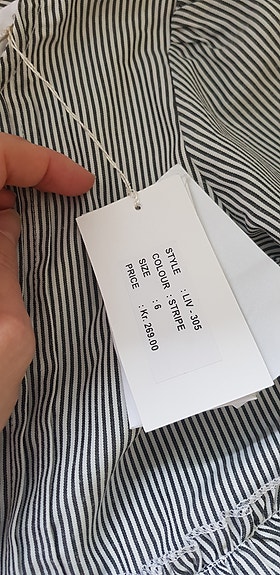 STYLE : LIV - 305
COLOUR : STRIPE
SIZE : 6
PRICE : Kr. 269.00